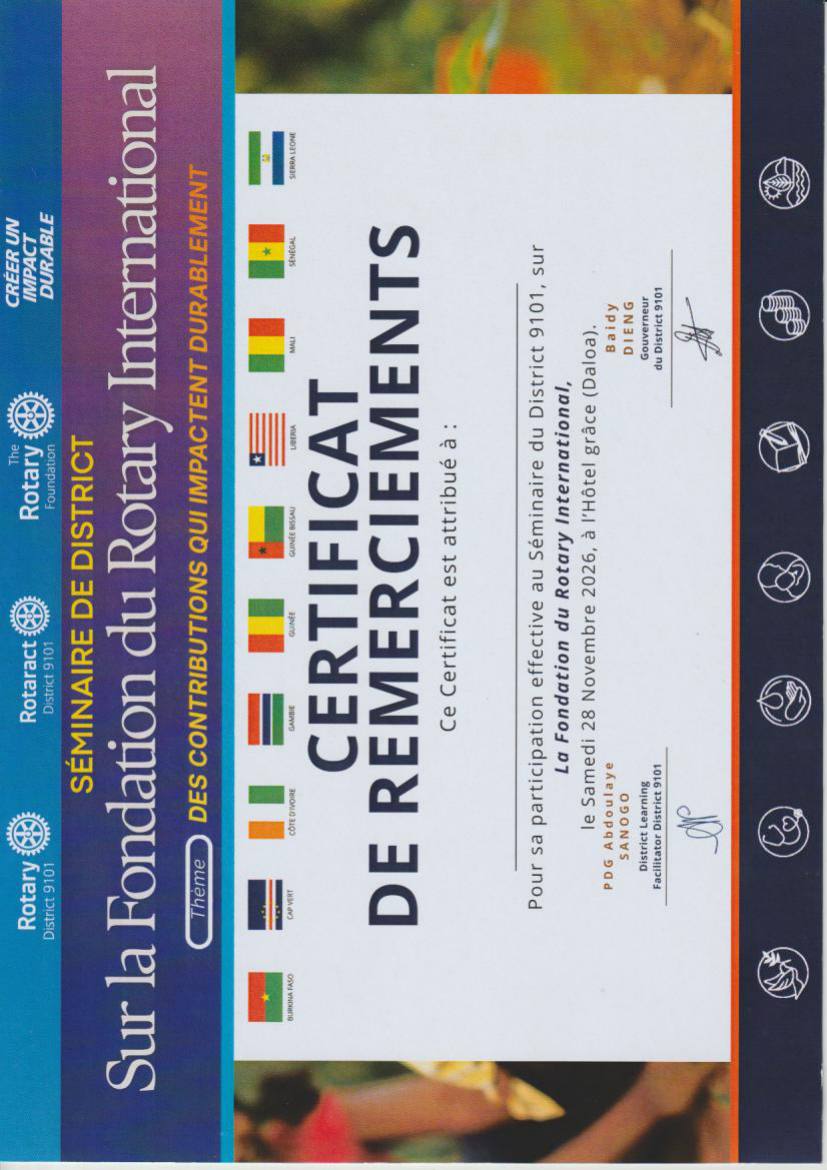 Rotary
District 9101
Rotaract
District 9101
The
Rotary
Foundation
CRÉER UN
IMPACT
DURABLE
SÉMINAIRE DE DISTRICT
Sur la Fondation du Rotary International
Thème
DES CONTRIBUTIONS QUI IMPACTENT DURABLEMENT
BURKINA FASO
CAP VERT
CÔTE D'IVOIRE
GAMBIE
GUINÉE
GUINÉE BISSAU
LIBERIA
MALI
SÉNÉGAL
SIERRA LEONE
CERTIFICAT
DE REMERCIEMENTS
Ce Certificat est attribué à :
Pour sa participation effective au Séminaire du District 9101, sur
La Fondation du Rotary International,
le Samedi 28 Novembre 2026, à l'Hôtel grâce (Daloa).
PDG Abdoulaye
SANOGO
District Learning
Facilitator District 9101
Baidy
DIENG
Gouverneur
du District 9101